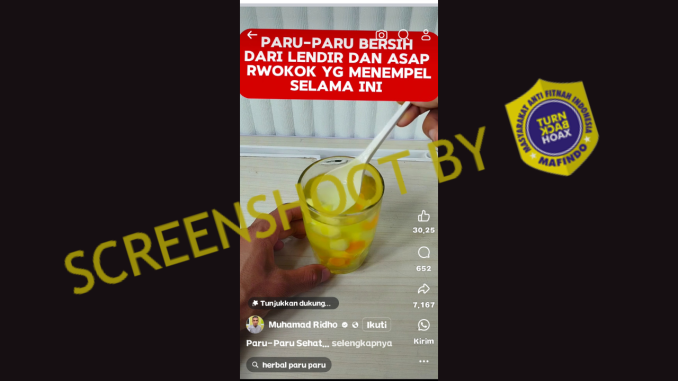 PARU-PARU BERSIH
DARI LENDIR DAN ASAP
RWOKOK YG MENEMPEL
SELAMA INI
SCREENSHOOT BY
MASYARAKAT ANTI FITNAH INDONESIA
TURN
BACK
HOAX
MAFINDO
30,25
652
7,167
Kirim
Tunjukkan dukung...
Muhamad Ridho
Ikuti
Paru-Paru Sehat,,, selengkapnya
herbal paru paru